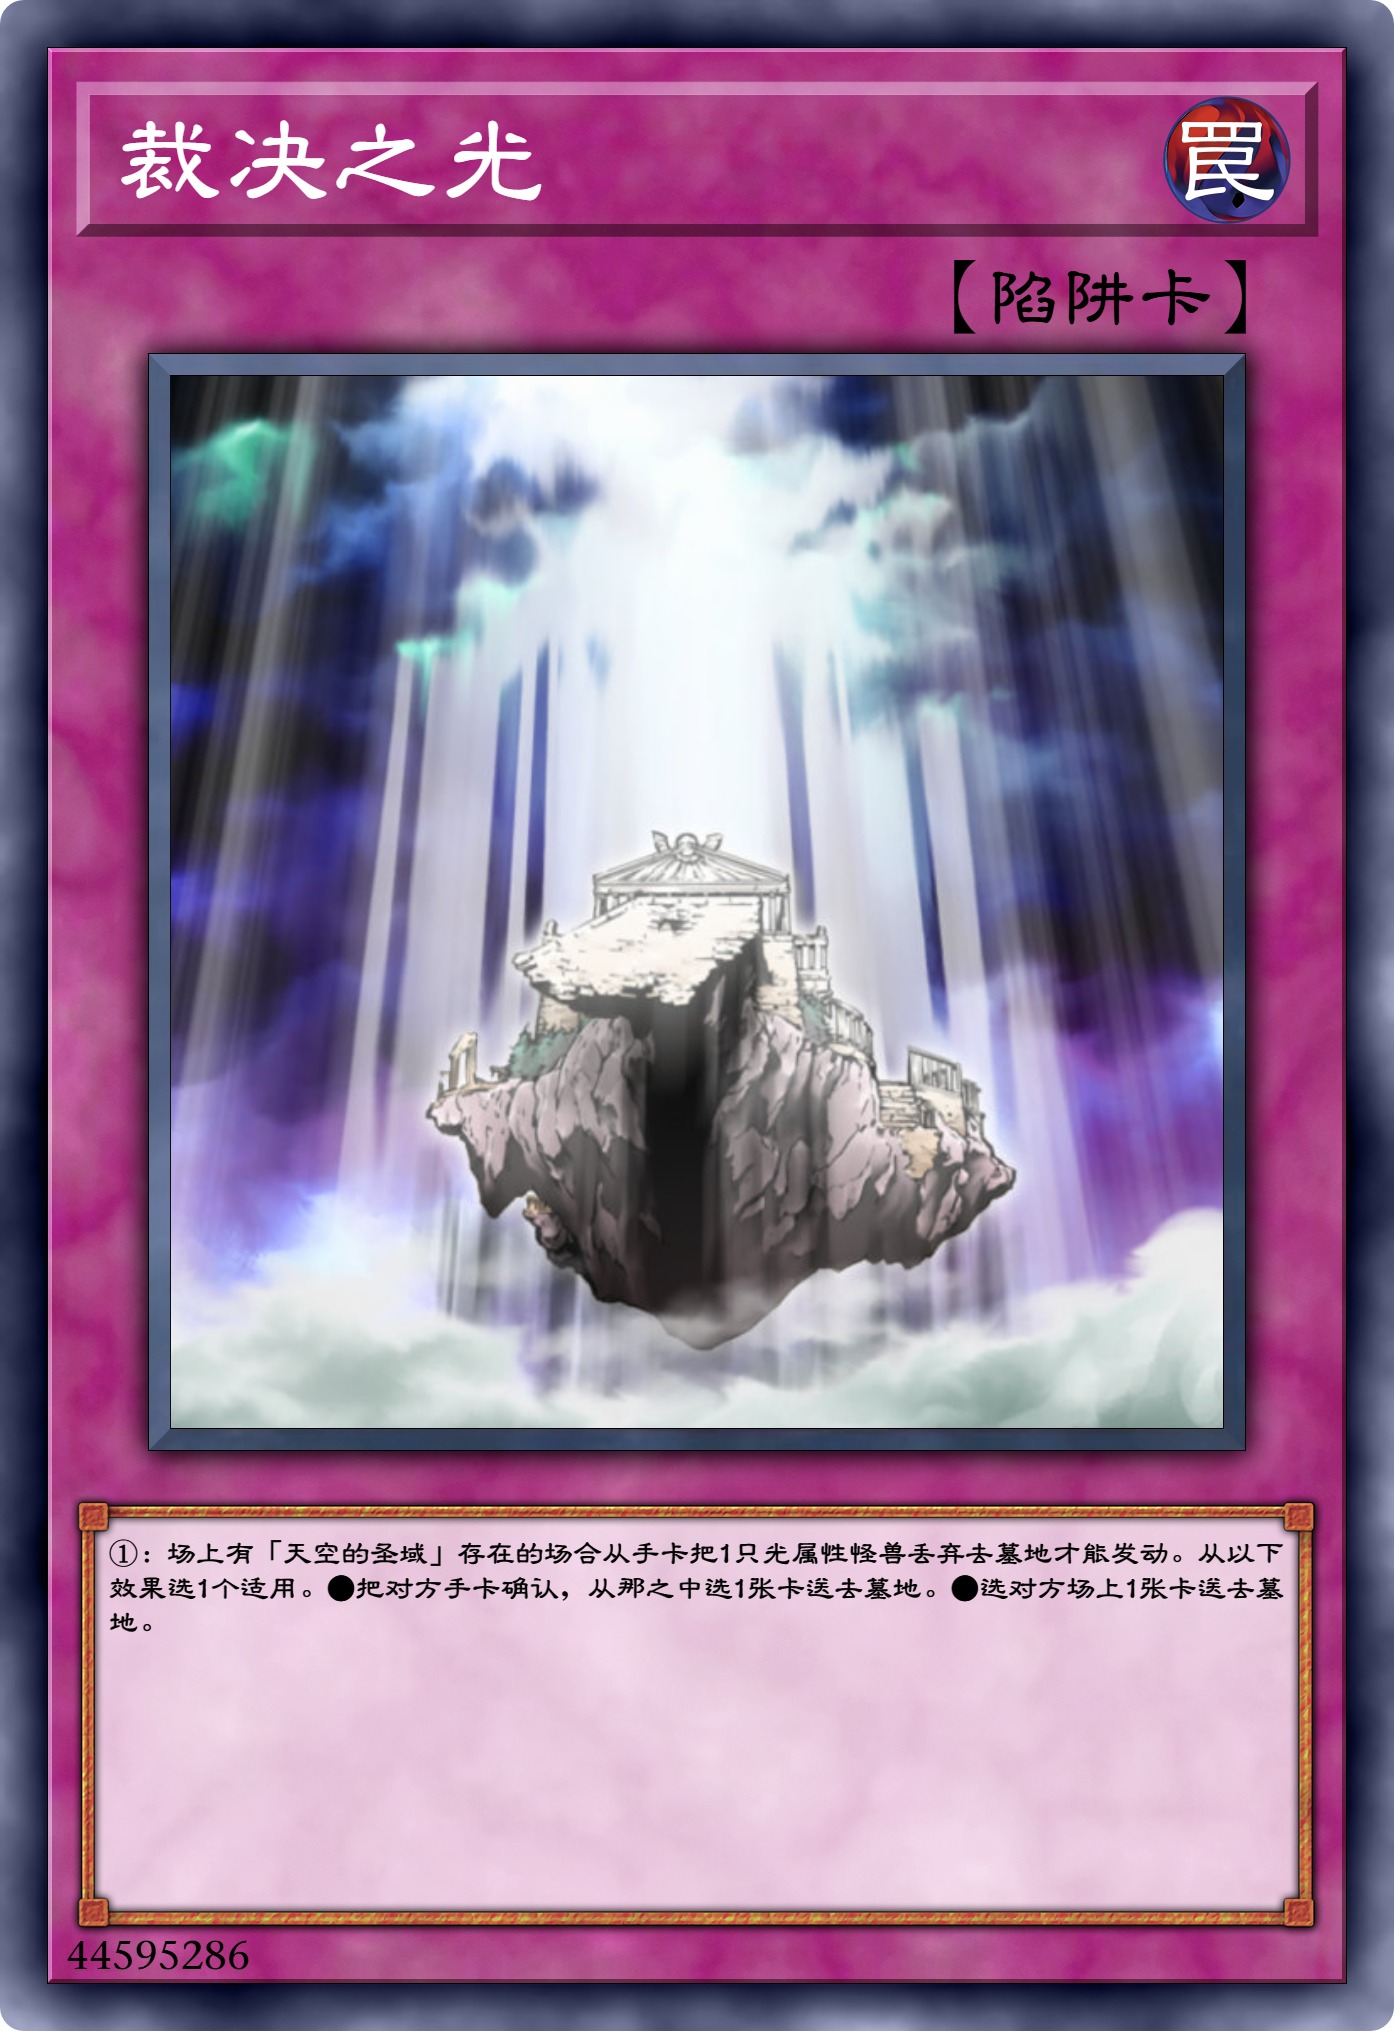 裁决之光
罠
【陷阱卡】
①：场上有「天空的圣域」存在的场合从手卡把1只光属性怪兽丢弃去墓地才能发动。从以下
效果选1个适用。●把对方手卡确认，从那之中选1张卡送去墓地。●选对方场上1张卡送去墓
地。
44595286